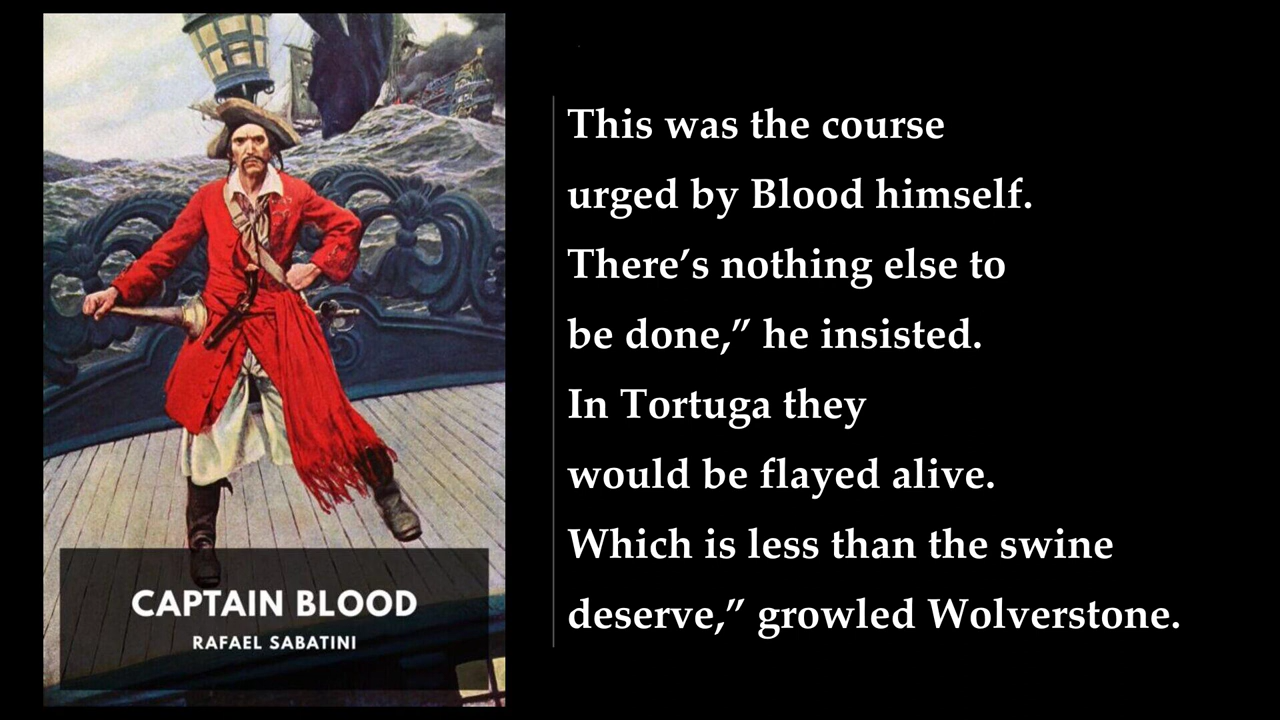 CAPTAIN BLOOD
RAFAEL SABATINI
This was the course
urged by Blood himself.
There’s nothing else to
be done,” he insisted.
In Tortuga they
would be flayed alive.
Which is less than the swine
deserve,” growled Wolverstone.